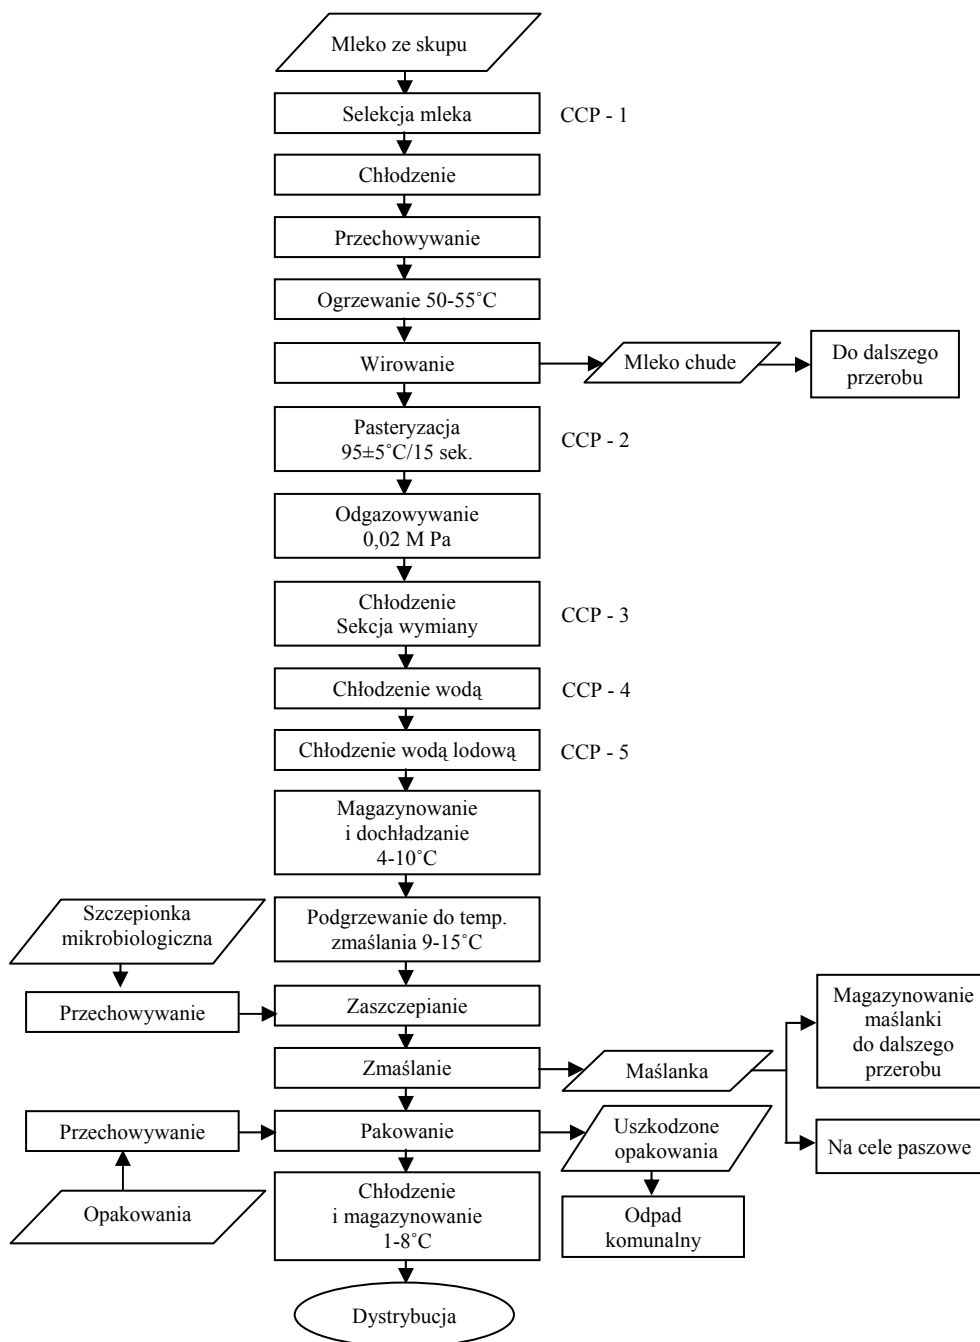 Mleko ze skupu
Selekcja mleka
CCP - 1
Chłodzenie
Przechowywanie
Ogrzewanie 50-55˚C
Wirowanie
Mleko chude
Do dalszego
przerobu
Pasteryzacja
95±5˚C/15 sek.
CCP - 2
Odgazowywanie
0,02 M Pa
Chłodzenie
Sekcja wymiany
CCP - 3
Chłodzenie wodą
CCP - 4
Chłodzenie wodą lodową
CCP - 5
Magazynowanie
i dochładzanie
4-10˚C
Podgrzewanie do temp.
zmaślania 9-15˚C
Szczepionka
mikrobiologiczna
Przechowywanie
Zaszczepianie
Zmaślanie
Maślanka
Magazynowanie
maślanki
do dalszego
przerobu
Na cele paszowe
Przechowywanie
Pakowanie
Uszkodzone
opakowania
Opakowania
Chłodzenie
i magazynowanie
1-8˚C
Odpad
komunalny
Dystrybucja